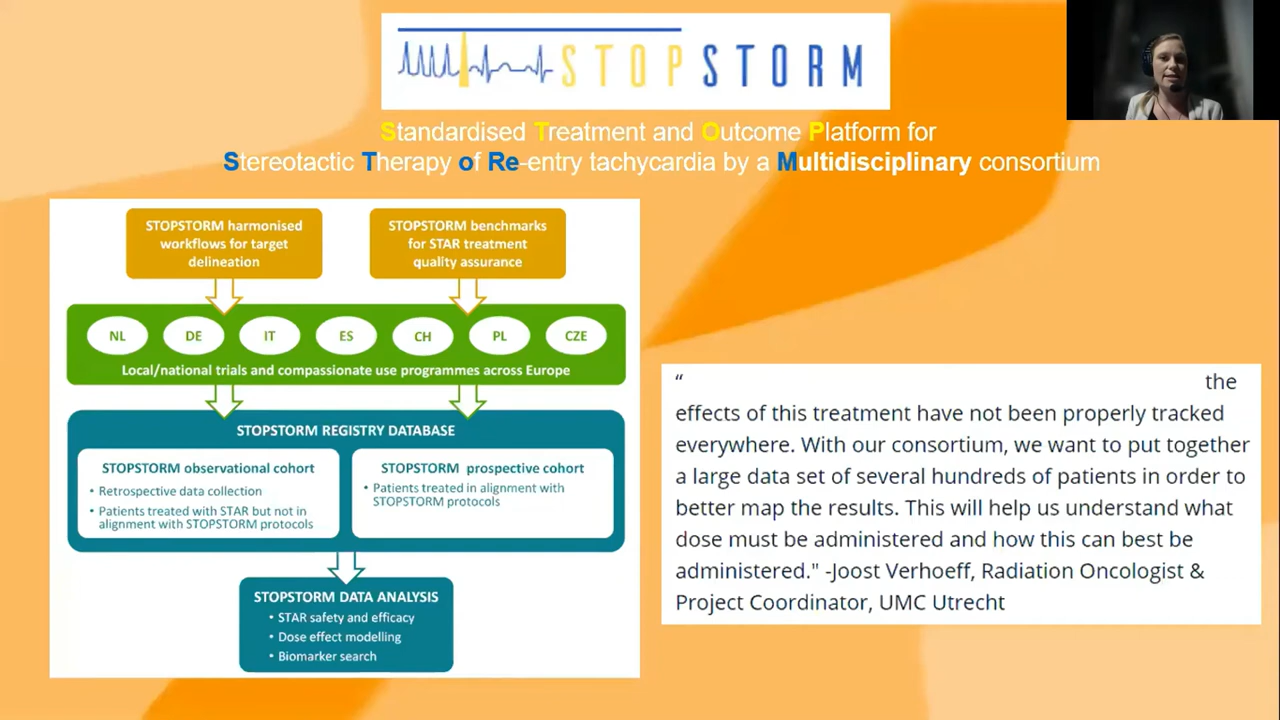 STOPSTORM
Standardised Treatment and Outcome Platform for
Stereotactic Therapy of Re-entry tachycardia by a Multidisciplinary consortium
STOPSTORM harmonised
workflows for target
delineation
STOPSTORM benchmarks
for STAR treatment
quality assurance
NL DE IT ES CH PL CZE
Local/national trials and compassionate use programmes across Europe
STOPSTORM REGISTRY DATABASE
STOPSTORM observational cohort
• Retrospective data collection
• Patients treated with STAR but not in
alignment with STOPSTORM protocols
STOPSTORM prospective cohort
• Patients treated in alignment with
STOPSTORM protocols
STOPSTORM DATA ANALYSIS
• STAR safety and efficacy
• Dose effect modelling
• Biomarker search
“ the
effects of this treatment have not been properly tracked
everywhere. With our consortium, we want to put together
a large data set of several hundreds of patients in order to
better map the results. This will help us understand what
dose must be administered and how this can best be
administered." -Joost Verhoeff, Radiation Oncologist &
Project Coordinator, UMC Utrecht